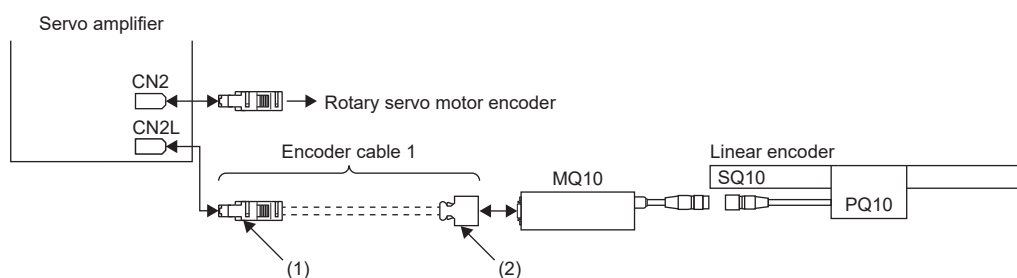 Servo amplifier
CN2
Rotary servo motor encoder
CN2L
Encoder cable 1
Linear encoder
MQ10
SQ10
PQ10
(1)
(2)